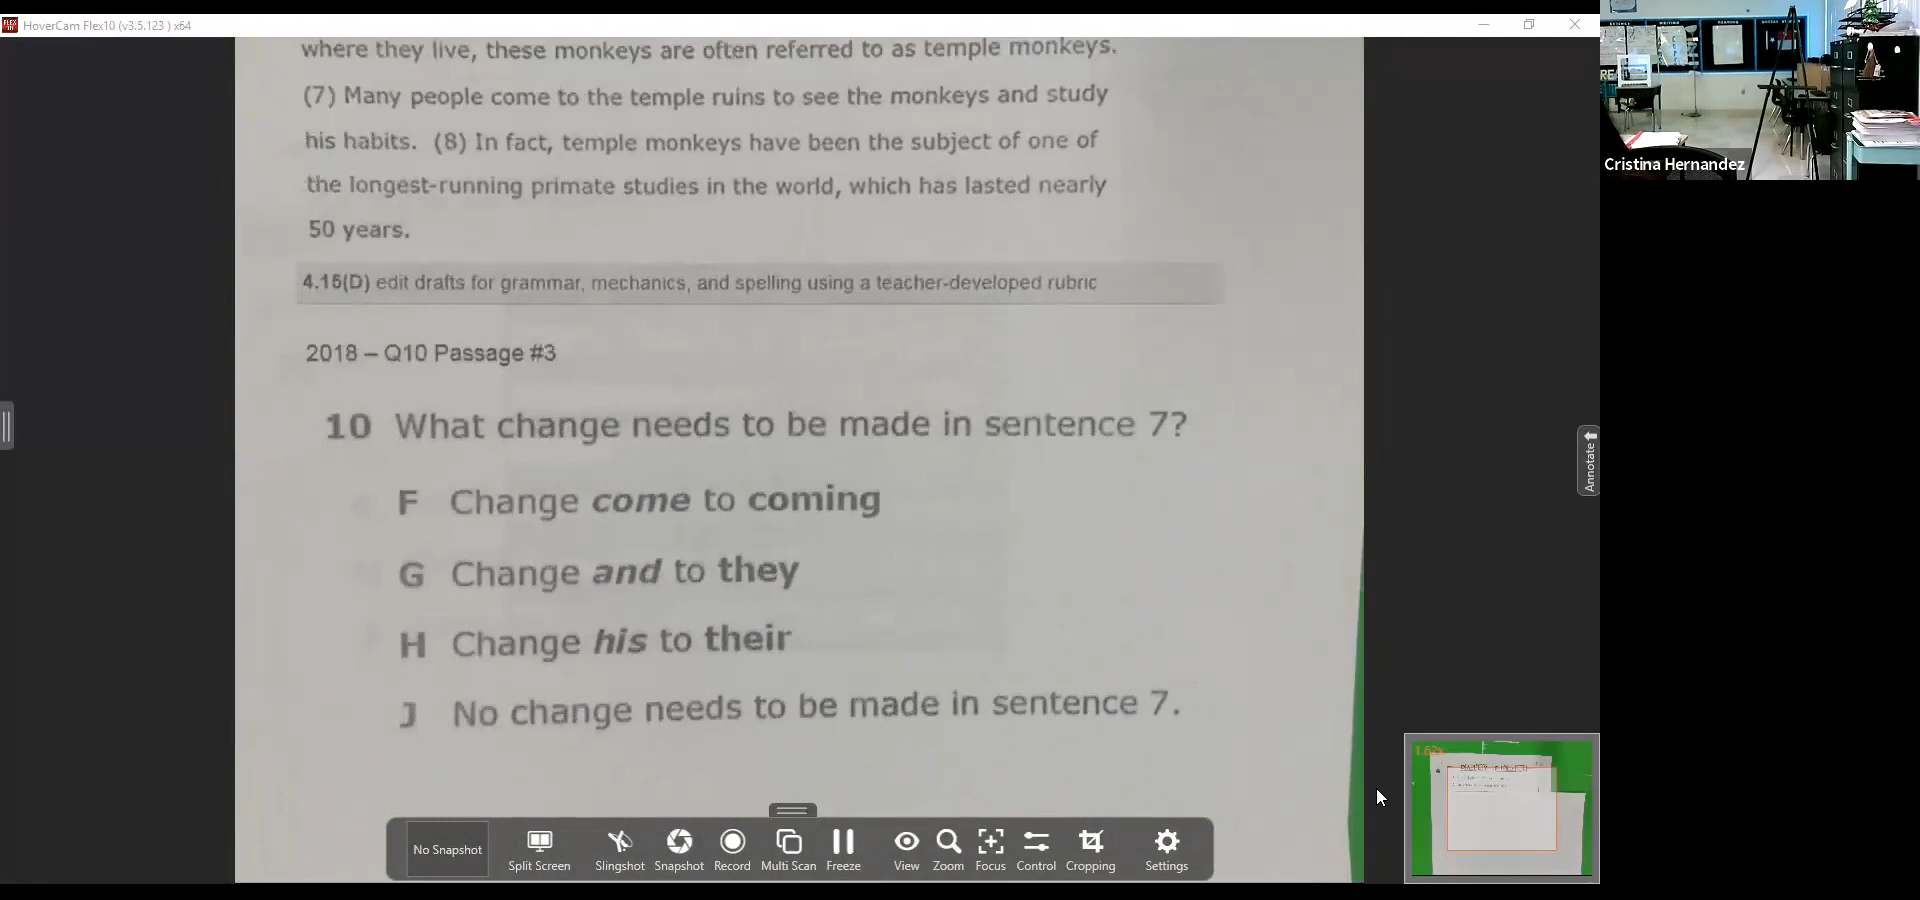 HoverCam Flex10 (v3.5.123 ) x64
where they live, these monkeys are often referred to as temple monkeys.
(7) Many people come to the temple ruins to see the monkeys and study
his habits. (8) In fact, temple monkeys have been the subject of one of
the longest-running primate studies in the world, which has lasted nearly
50 years.
4.15(D) edit drafts for grammar, mechanics, and spelling using a teacher-developed rubric
2018 – Q10 Passage #3
10 What change needs to be made in sentence 7?
F Change come to coming
G Change and to they
H Change his to their
J No change needs to be made in sentence 7.
No Snapshot
Split Screen
Slingshot
Snapshot
Record
Multi Scan
Freeze
View
Zoom
Focus
Control
Cropping
Settings
Annotate
Cristina Hernandez
SCIENCE
WRITING
READING
1.62x